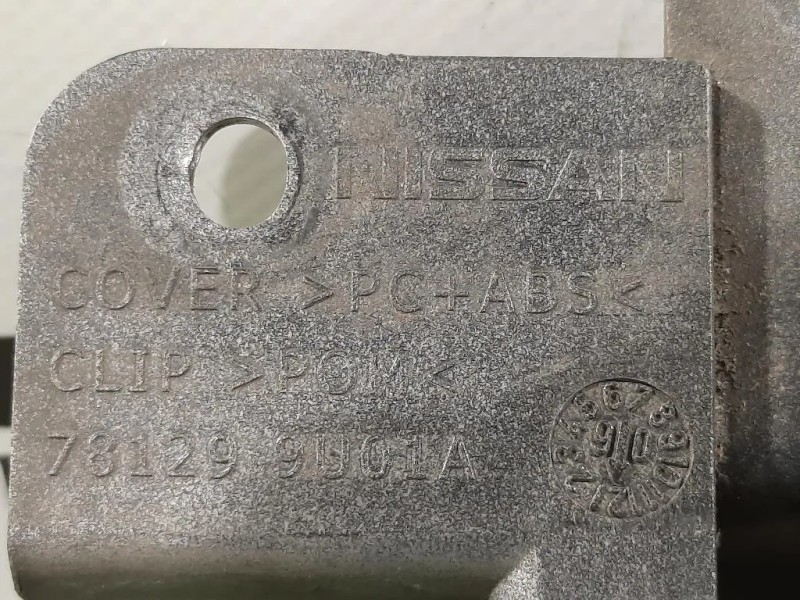 NISSAN
COVER >PC+ABS<
CLIP >POM<
78129 9U01A